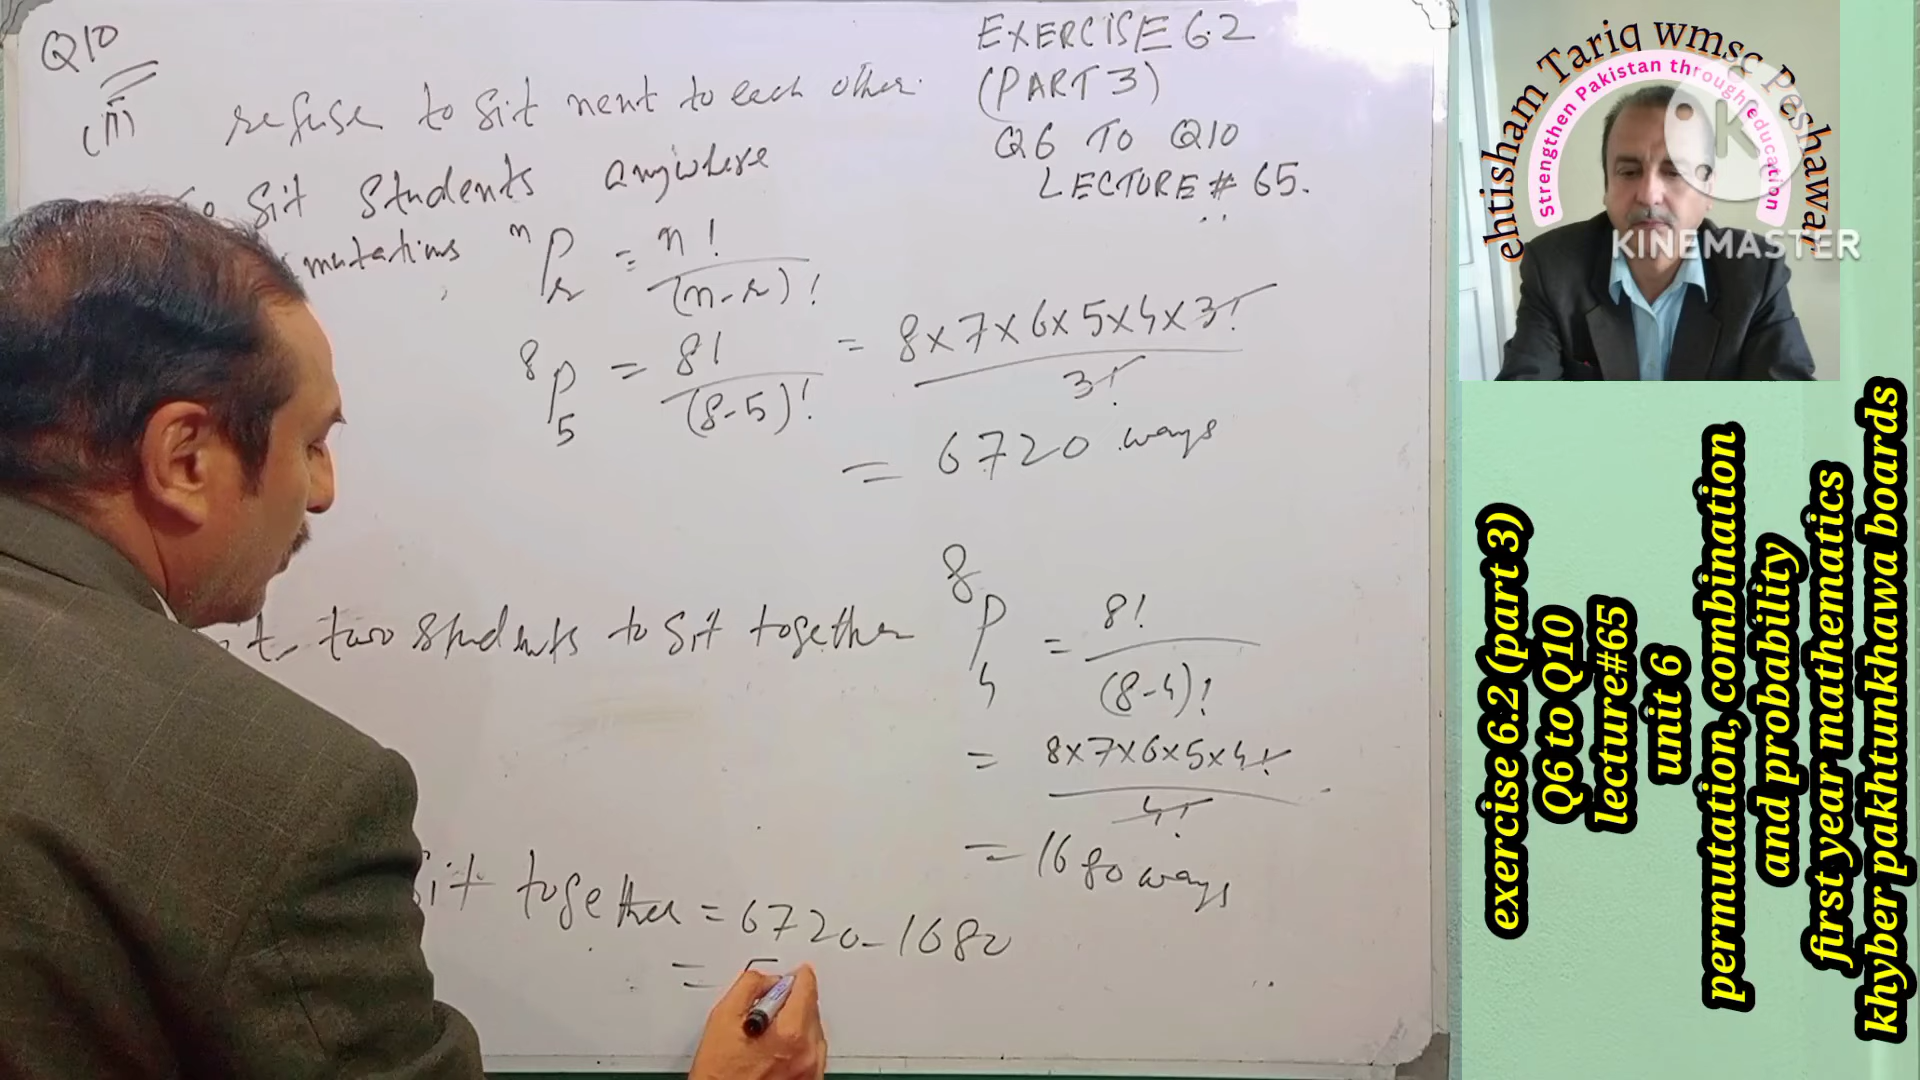 Q10
(ii) refuse to sit next to each other.
sit students anywhere
mutations nPr = n! / (n-r)!
8P5 = 8! / (8-5)! = 8×7×6×5×4×3! / 3!
= 6720 ways
two students to sit together 8P4 = 8! / (8-4)!
= 8×7×6×5×4! / 4!
= 1680 ways
sit together = 6720 - 1680
= 5
EXERCISE 6.2
(PART 3)
Q6 TO Q10
LECTURE # 65.
ehtisham Tariq wmsg Peshawar
Strengthen Pakistan through education
K
KINEMASTER
exercise 6.2 (part 3)
Q6 to Q10
lecture#65
unit 6
permutation, combination
and probability
first year mathematics
khyber pakhtunkhawa boards